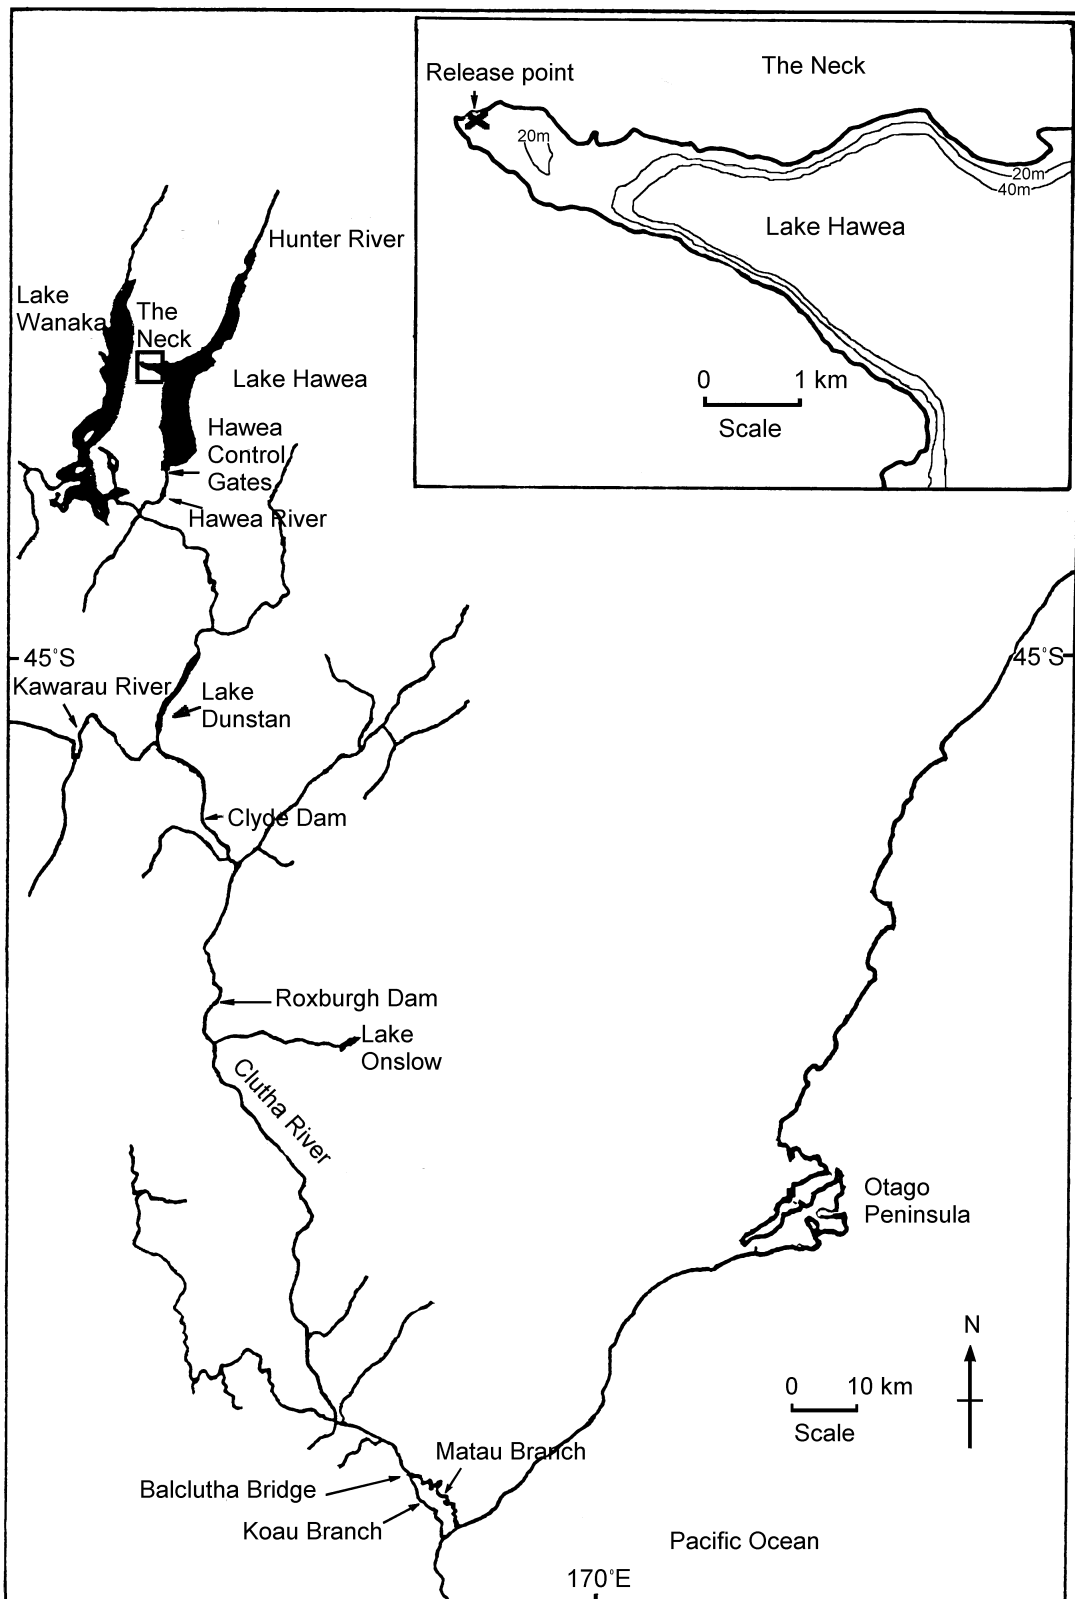 Release point
The Neck
20m
20m
40m
Lake Hawea
0 1 km
Scale
Hunter River
Lake
Wanaka
The
Neck
Lake Hawea
Hawea
Control
Gates
Hawea River
45°S
45°S
Kawarau River
Lake
Dunstan
Clyde Dam
Roxburgh Dam
Lake
Onslow
Clutha River
Otago
Peninsula
N
0 10 km
Scale
Matau Branch
Balclutha Bridge
Koau Branch
Pacific Ocean
170°E